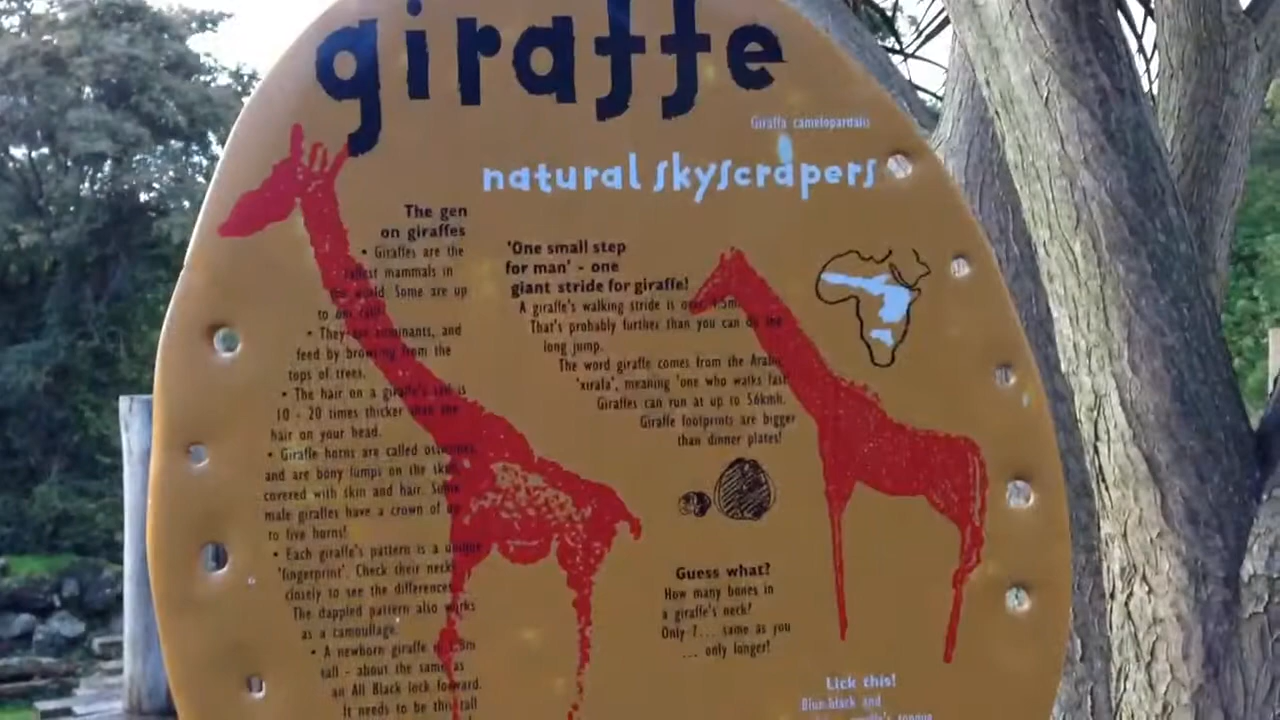 giraffe
Giraffa camelopardalis
natural skyscrapers
The gen
on giraffes
• Giraffes are the
tallest mammals in
the world. Some are up
to
• They are ruminants, and
feed by browsing from the
tops of trees.
• The hair on a giraffe's tail is
10 - 20 times thicker than the
hair on your head.
• Giraffe horns are called
and are bony lumps on the skull
covered with skin and hair. Some
male giraffes have a crown of up
to five horns!
• Each giraffe's pattern is a unique
'fingerprint'. Check their necks
closely to see the differences.
The dappled pattern also works
as a camouflage.
• A newborn giraffe is
tall - about the same as
an All Black lock forward.
It needs to be this tall
'One small step
for man' - one
giant stride for giraffe!
A giraffe's walking stride is over 4.5m.
That's probably further than you can do the
long jump.
The word giraffe comes from the Arabic
'xirafa', meaning 'one who walks fast'
Giraffes can run at up to 56kmh.
Giraffe footprints are bigger
than dinner plates!
Guess what?
How many bones in
a giraffe's neck?
Only 7... same as you
... only longer!
Lick this!
Blue-black and
giraffe's tongue